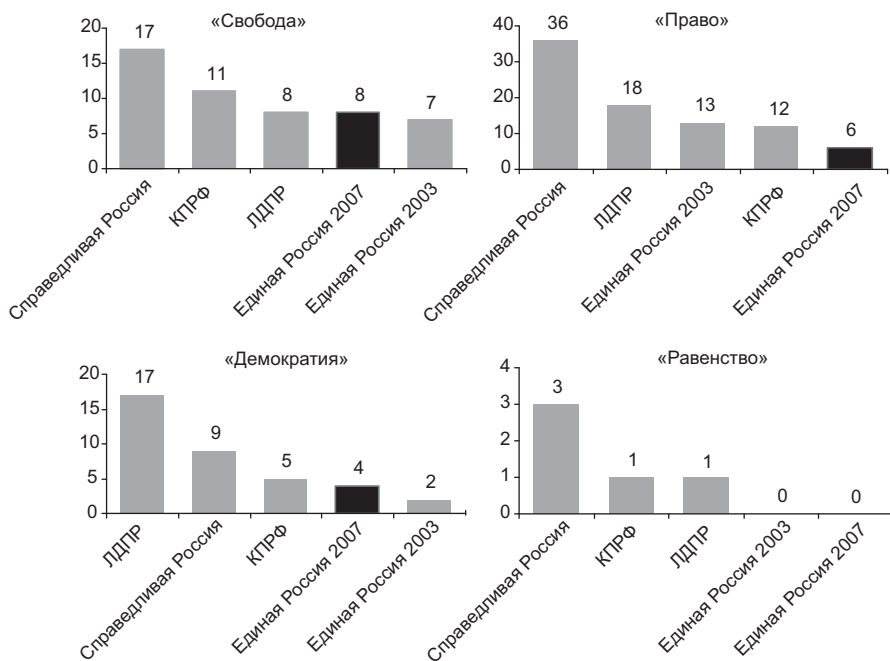 «Свобода»
20
15
10
5
0
17
11
8
8
7
Справедливая Россия
КПРФ
ЛДПР
Единая Россия 2007
Единая Россия 2003
«Право»
40
30
20
10
0
36
18
13
12
6
Справедливая Россия
ЛДПР
Единая Россия 2003
КПРФ
Единая Россия 2007
«Демократия»
20
15
10
5
0
17
9
5
4
2
ЛДПР
Справедливая Россия
КПРФ
Единая Россия 2007
Единая Россия 2003
«Равенство»
4
3
2
1
0
3
1
1
0
0
Справедливая Россия
КПРФ
ЛДПР
Единая Россия 2003
Единая Россия 2007